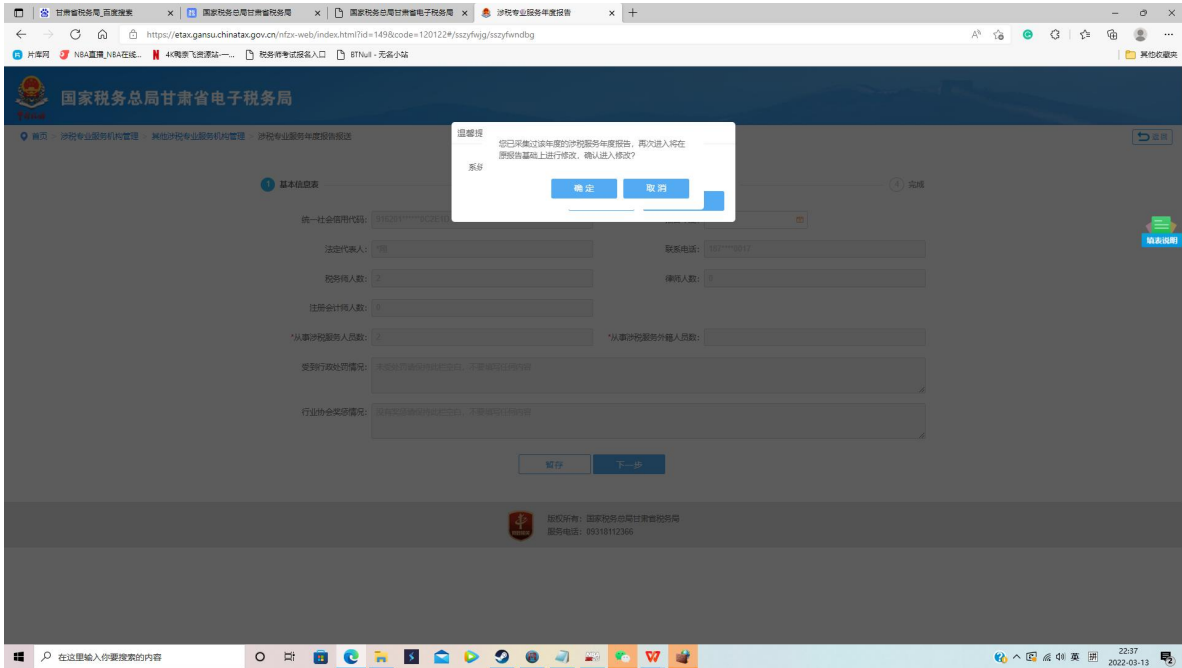 甘肃省税务局_百度搜索
国家税务总局甘肃省税务局
国家税务总局甘肃省电子税务局
涉税专业服务年度报告
https://etax.gansu.chinatax.gov.cn/nfzx-web/index.html?id=149&code=120122#/sszyfwjg/sszyfwndbg
片库网
NBA直播_NBA在线...
4K鸭奈飞资源站-一...
税务师考试报名入口
BTNull - 无名小站
其他收藏夹
国家税务总局甘肃省电子税务局
首页 > 涉税专业服务机构管理 > 其他涉税专业服务机构管理 > 涉税专业服务年度报告报送
返回
温馨提
您已采集过该年度的涉税服务年度报告，再次进入将在
原报告基础上进行修改，确认进入修改？
系统
确 定
取 消
1 基本信息表
完成
填表说明
统一社会信用代码:
法定代表人:
联系电话:
税务师人数: 2
律师人数: 0
注册会计师人数: 0
*从事涉税服务人员数: 2
*从事涉税服务外籍人员数:
受到行政处罚情况:
行业协会奖惩情况:
暂存
下一步
版权所有：国家税务总局甘肃省税务局
服务电话：09318112366
在这里输入你要搜索的内容
英
拼
22:37
2022-03-13